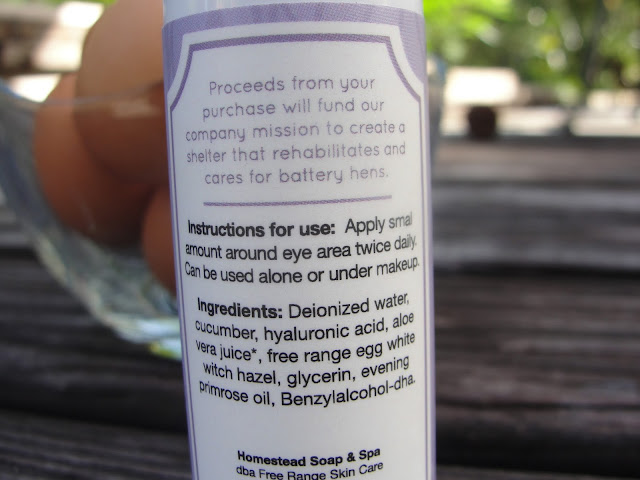 Proceeds from your
purchase will fund our
company mission to create a
shelter that rehabilitates and
cares for battery hens.
Instructions for use: Apply smal
amount around eye area twice daily.
Can be used alone or under makeup.
Ingredients: Deionized water,
cucumber, hyaluronic acid, aloe
vera juice*, free range egg white
witch hazel, glycerin, evening
primrose oil, Benzylalcohol-dha.
Homestead Soap & Spa
dba Free Range Skin Care